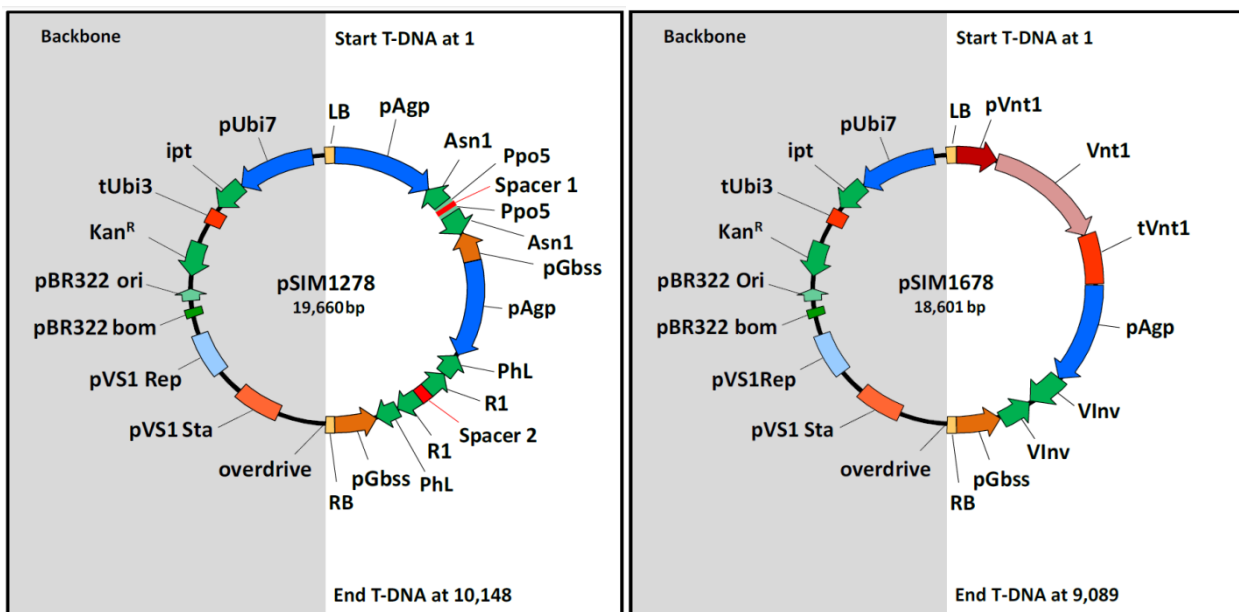 Backbone
Start T-DNA at 1
LB
pAgp
pUbi7
Asn1
ipt
Ppo5
Spacer 1
tUbi3
Ppo5
Kan^R
Asn1
pGbss
pBR322 ori
pSIM1278
19,660 bp
pAgp
pBR322 bom
PhL
pVS1 Rep
R1
pVS1 Sta
Spacer 2
R1
overdrive
pGbss
PhL
RB
End T-DNA at 10,148
Backbone
Start T-DNA at 1
LB
pVnt1
pUbi7
Vnt1
ipt
tUbi3
tVnt1
Kan^R
pBR322 Ori
pSIM1678
18,601 bp
pAgp
pBR322 bom
pVS1Rep
VInv
pVS1 Sta
VInv
overdrive
pGbss
RB
End T-DNA at 9,089